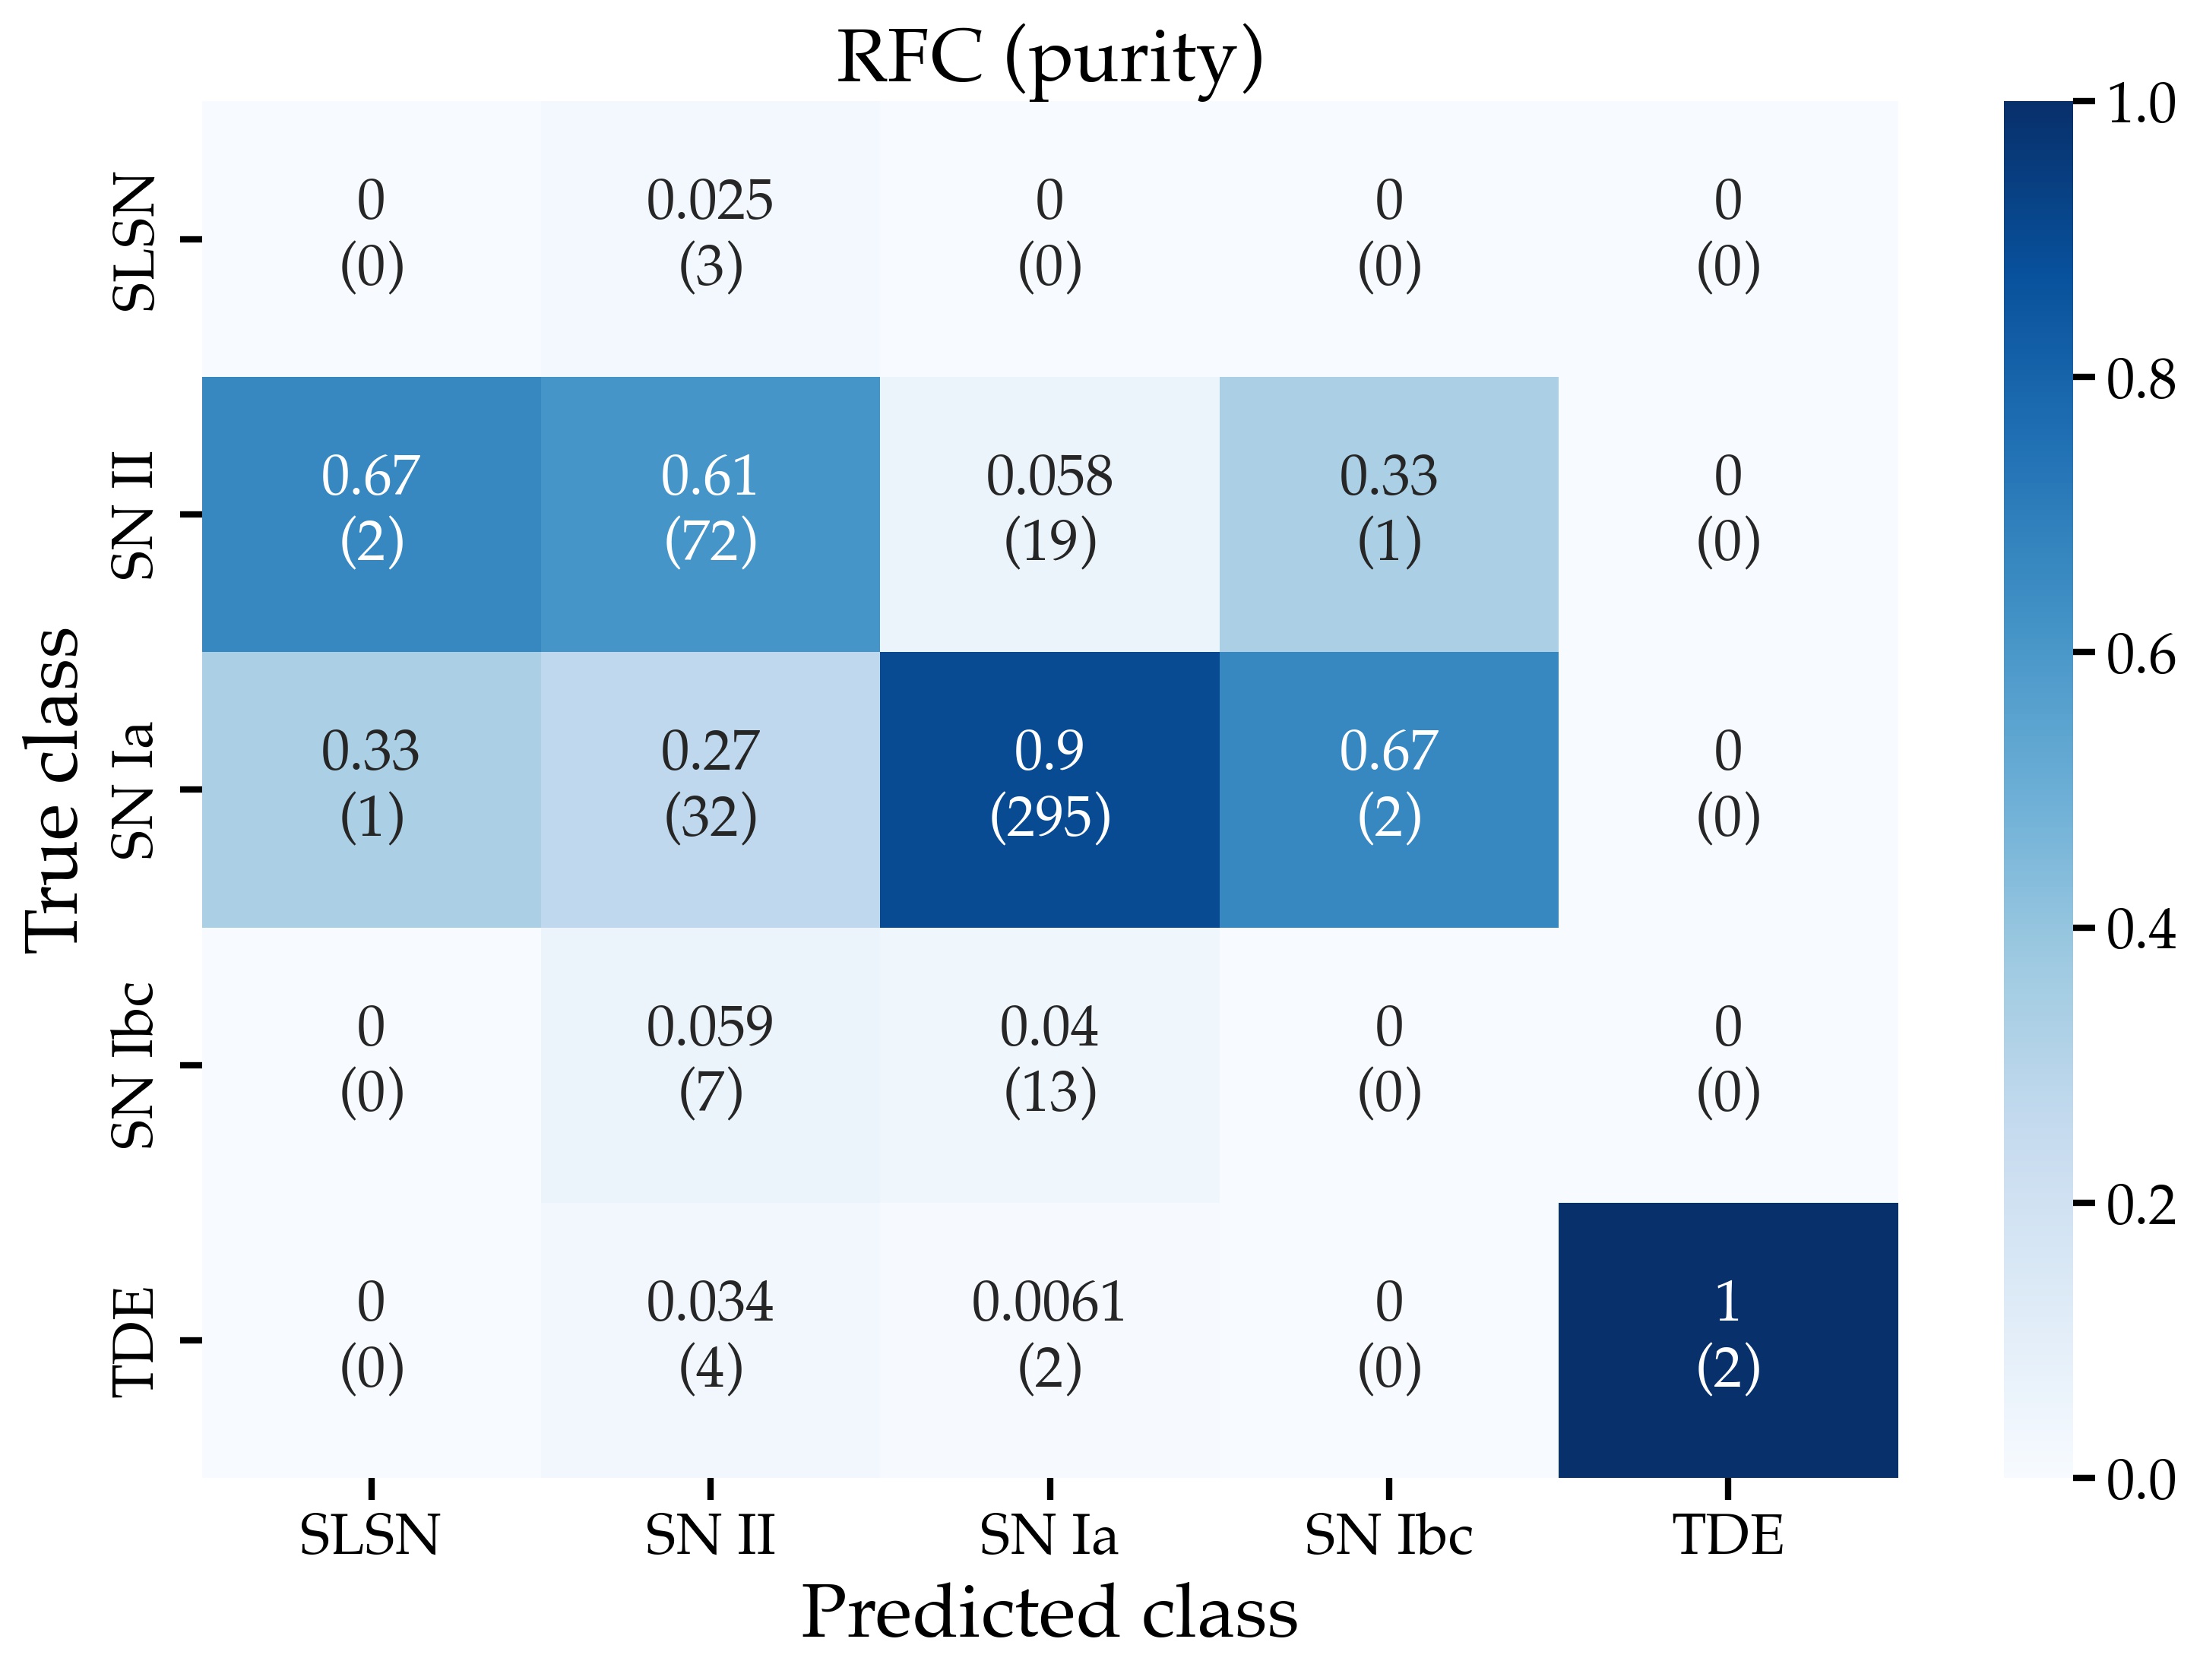 RFC (purity)
1.0
0.8
0.6
0.4
0.2
0.0
True class
SLSN
0 0.025 0 0 0
(0) (3) (0) (0) (0)
SN II
0.67 0.61 0.058 0.33 0
(2) (72) (19) (1) (0)
SN Ia
0.33 0.27 0.9 0.67 0
(1) (32) (295) (2) (0)
SN Ibc
0 0.059 0.04 0 0
(0) (7) (13) (0) (0)
TDE
0 0.034 0.0061 0 1
(0) (4) (2) (0) (2)
SLSN SN II SN Ia SN Ibc TDE
Predicted class